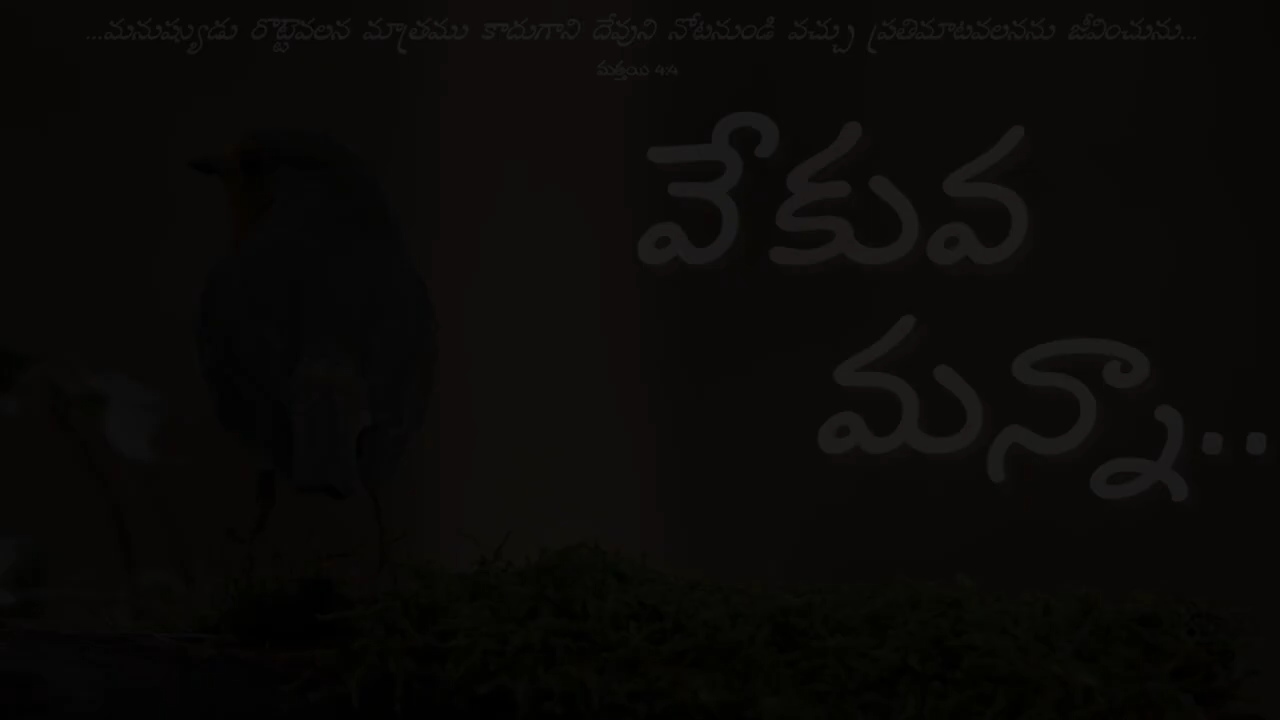 ...మనుష్యుడు రొట్టెవలన మాత్రము కాదుగాని దేవుని నోటనుండి వచ్చు ప్రతిమాటవలనను జీవించును...
మత్తయి 4:4
వేకువ
మన్నా..